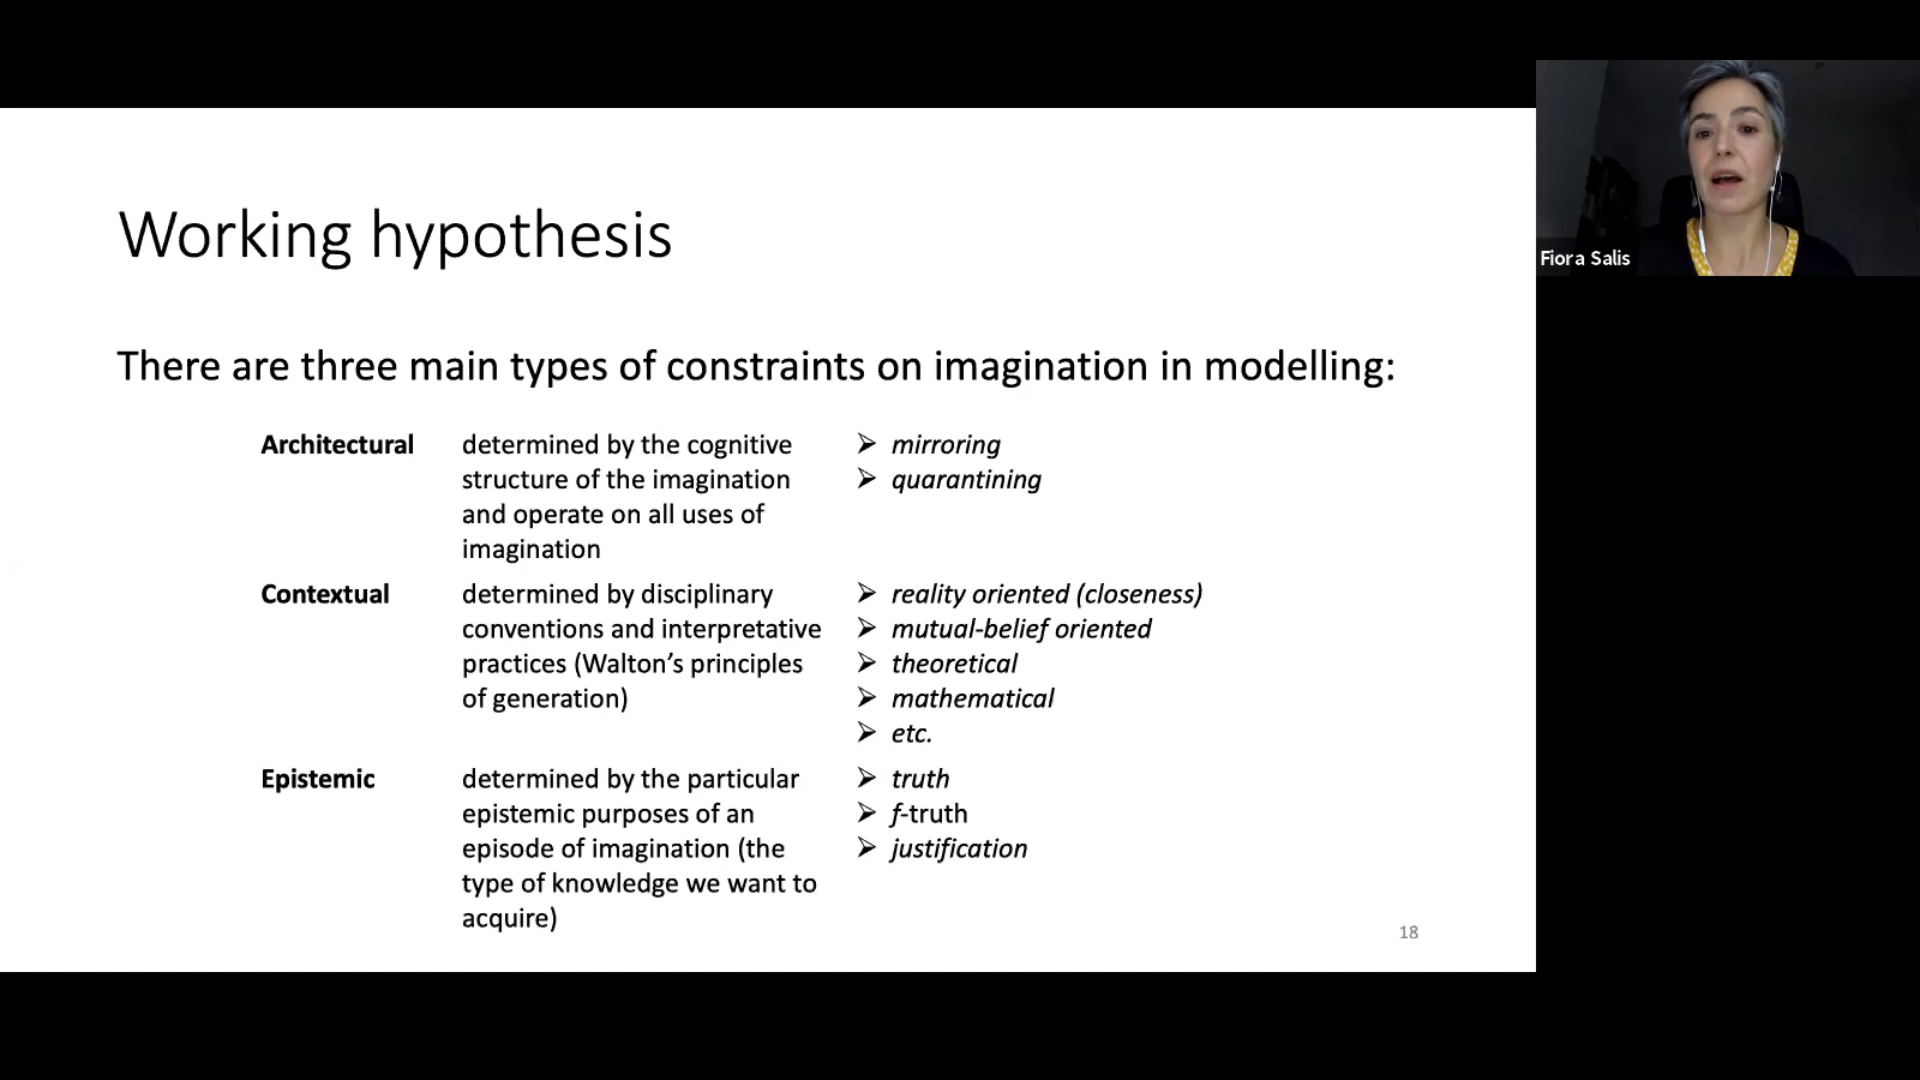 Working hypothesis
There are three main types of constraints on imagination in modelling:
Architectural
determined by the cognitive
structure of the imagination
and operate on all uses of
imagination
➢ mirroring
➢ quarantining
Contextual
determined by disciplinary
conventions and interpretative
practices (Walton’s principles
of generation)
➢ reality oriented (closeness)
➢ mutual-belief oriented
➢ theoretical
➢ mathematical
➢ etc.
Epistemic
determined by the particular
epistemic purposes of an
episode of imagination (the
type of knowledge we want to
acquire)
➢ truth
➢ f-truth
➢ justification
18
Fiora Salis